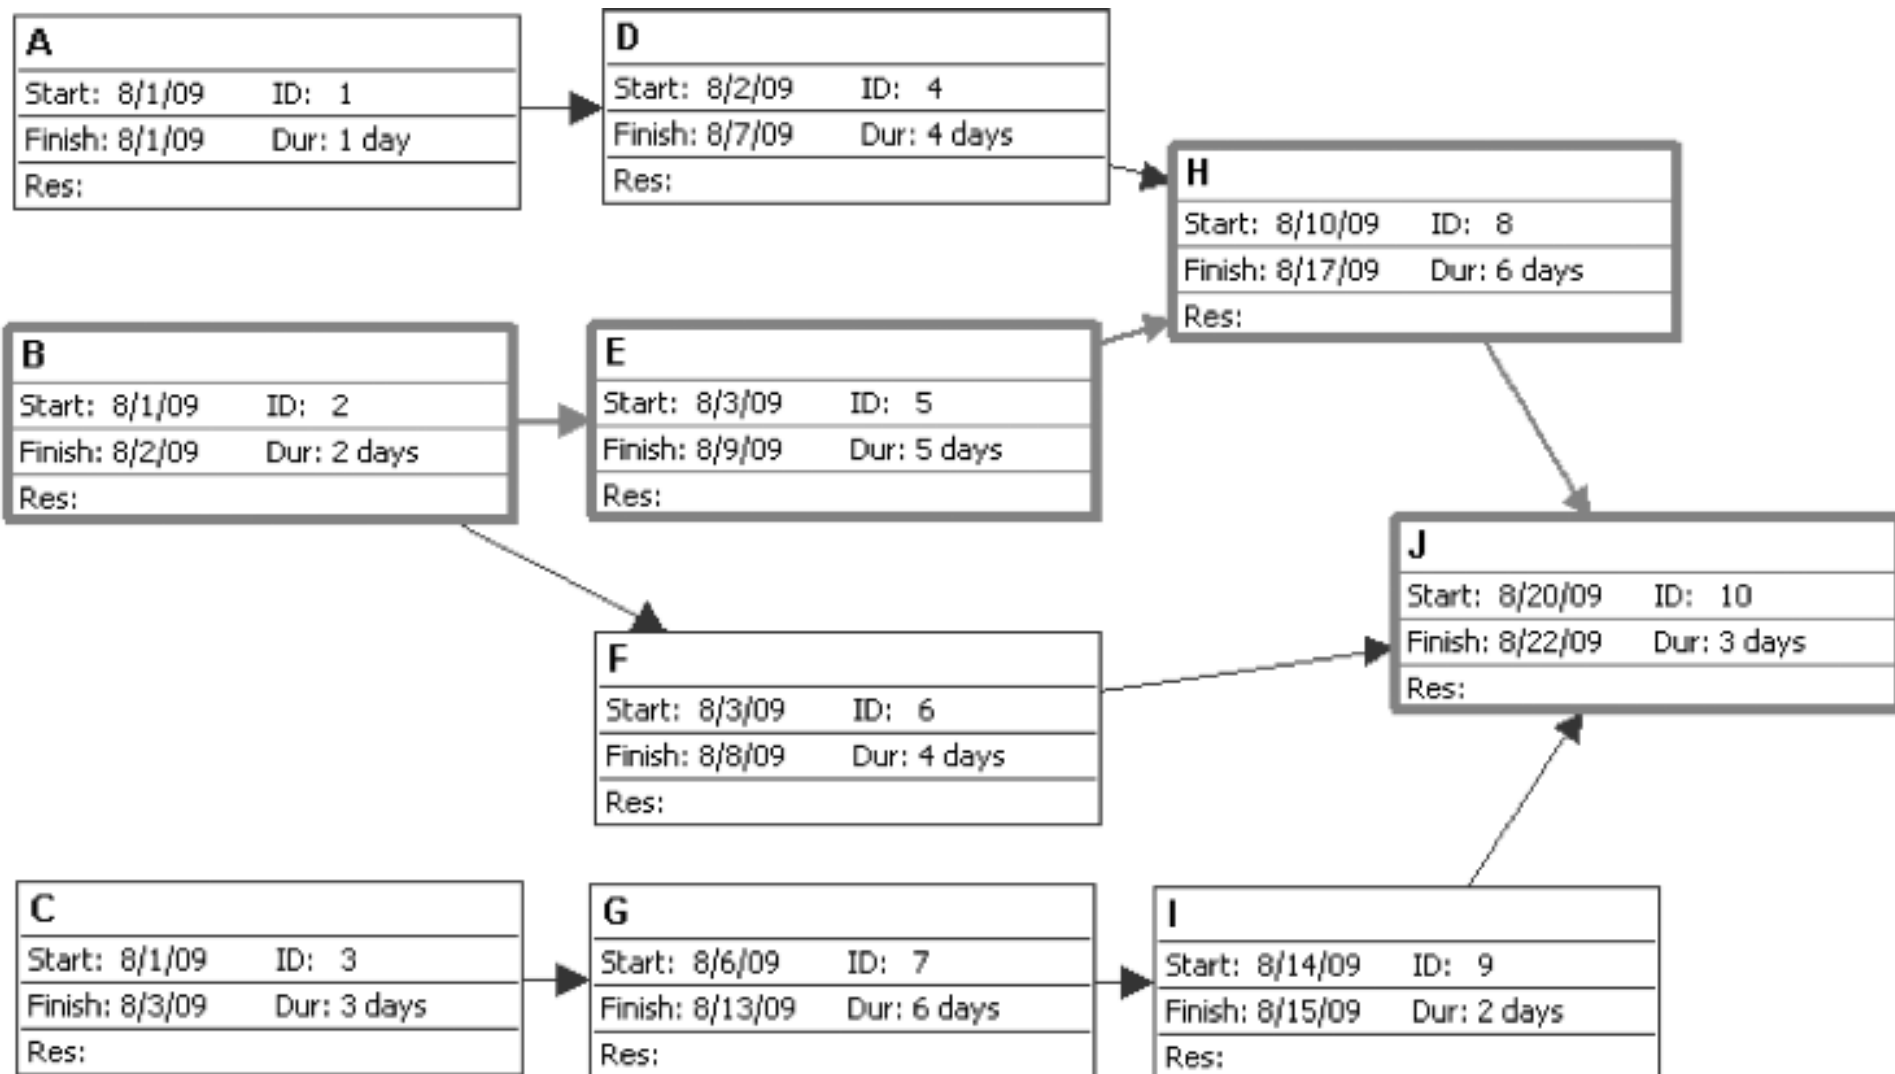 A
Start: 8/1/09 ID: 1
Finish: 8/1/09 Dur: 1 day
Res:
D
Start: 8/2/09 ID: 4
Finish: 8/7/09 Dur: 4 days
Res:
H
Start: 8/10/09 ID: 8
Finish: 8/17/09 Dur: 6 days
Res:
B
Start: 8/1/09 ID: 2
Finish: 8/2/09 Dur: 2 days
Res:
E
Start: 8/3/09 ID: 5
Finish: 8/9/09 Dur: 5 days
Res:
J
Start: 8/20/09 ID: 10
Finish: 8/22/09 Dur: 3 days
Res:
F
Start: 8/3/09 ID: 6
Finish: 8/8/09 Dur: 4 days
Res:
C
Start: 8/1/09 ID: 3
Finish: 8/3/09 Dur: 3 days
Res:
G
Start: 8/6/09 ID: 7
Finish: 8/13/09 Dur: 6 days
Res:
I
Start: 8/14/09 ID: 9
Finish: 8/15/09 Dur: 2 days
Res: